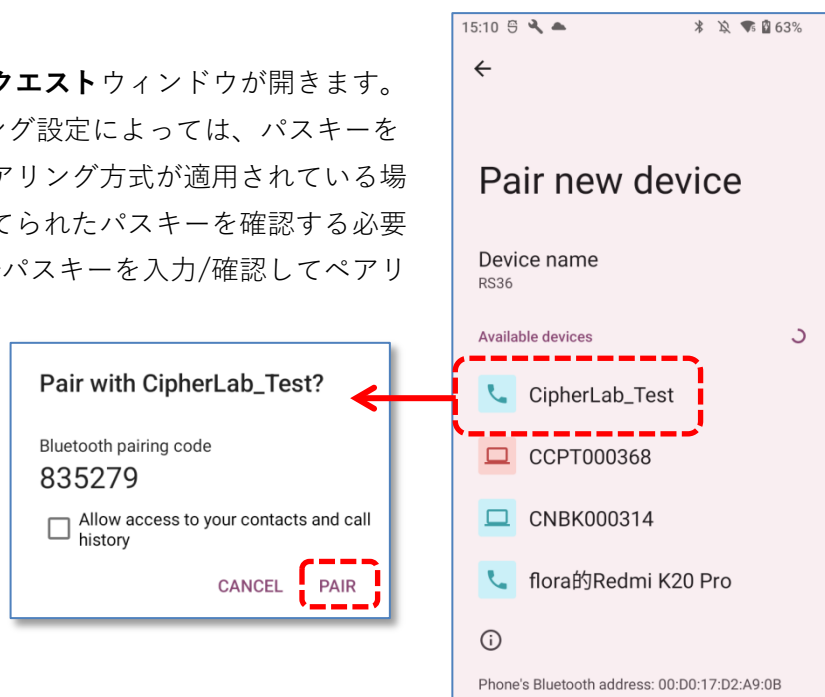 クエストウィンドウが開きます。
ング設定によっては、パスキーを
アリング方式が適用されている場
てられたパスキーを確認する必要
パスキーを入力/確認してペアリ
Pair with CipherLab_Test?
Bluetooth pairing code
835279
Allow access to your contacts and call
history
CANCEL PAIR
15:10 63%
Pair new device
Device name
RS36
Available devices
CipherLab_Test
CCPT000368
CNBK000314
flora的Redmi K20 Pro
Phone's Bluetooth address: 00:D0:17:D2:A9:0B